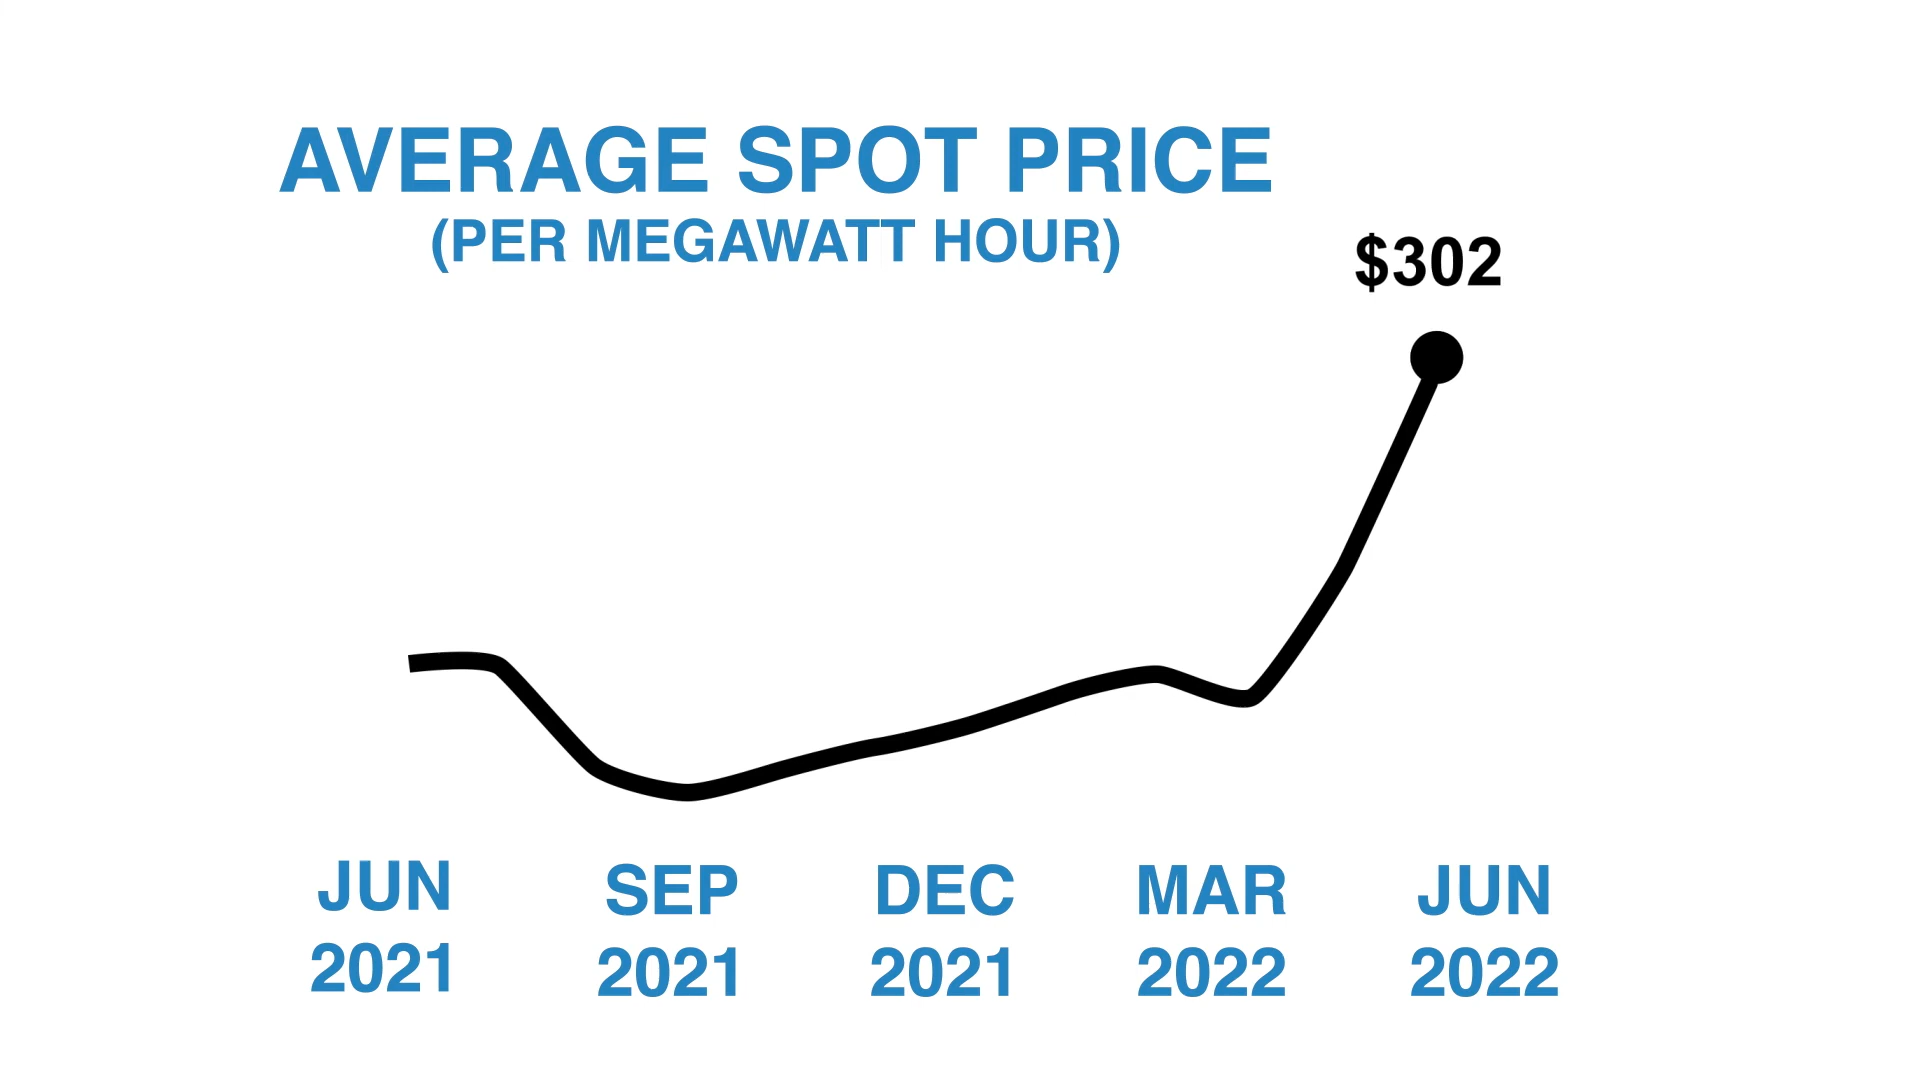 AVERAGE SPOT PRICE
(PER MEGAWATT HOUR)
$302
JUN
2021
SEP
2021
DEC
2021
MAR
2022
JUN
2022